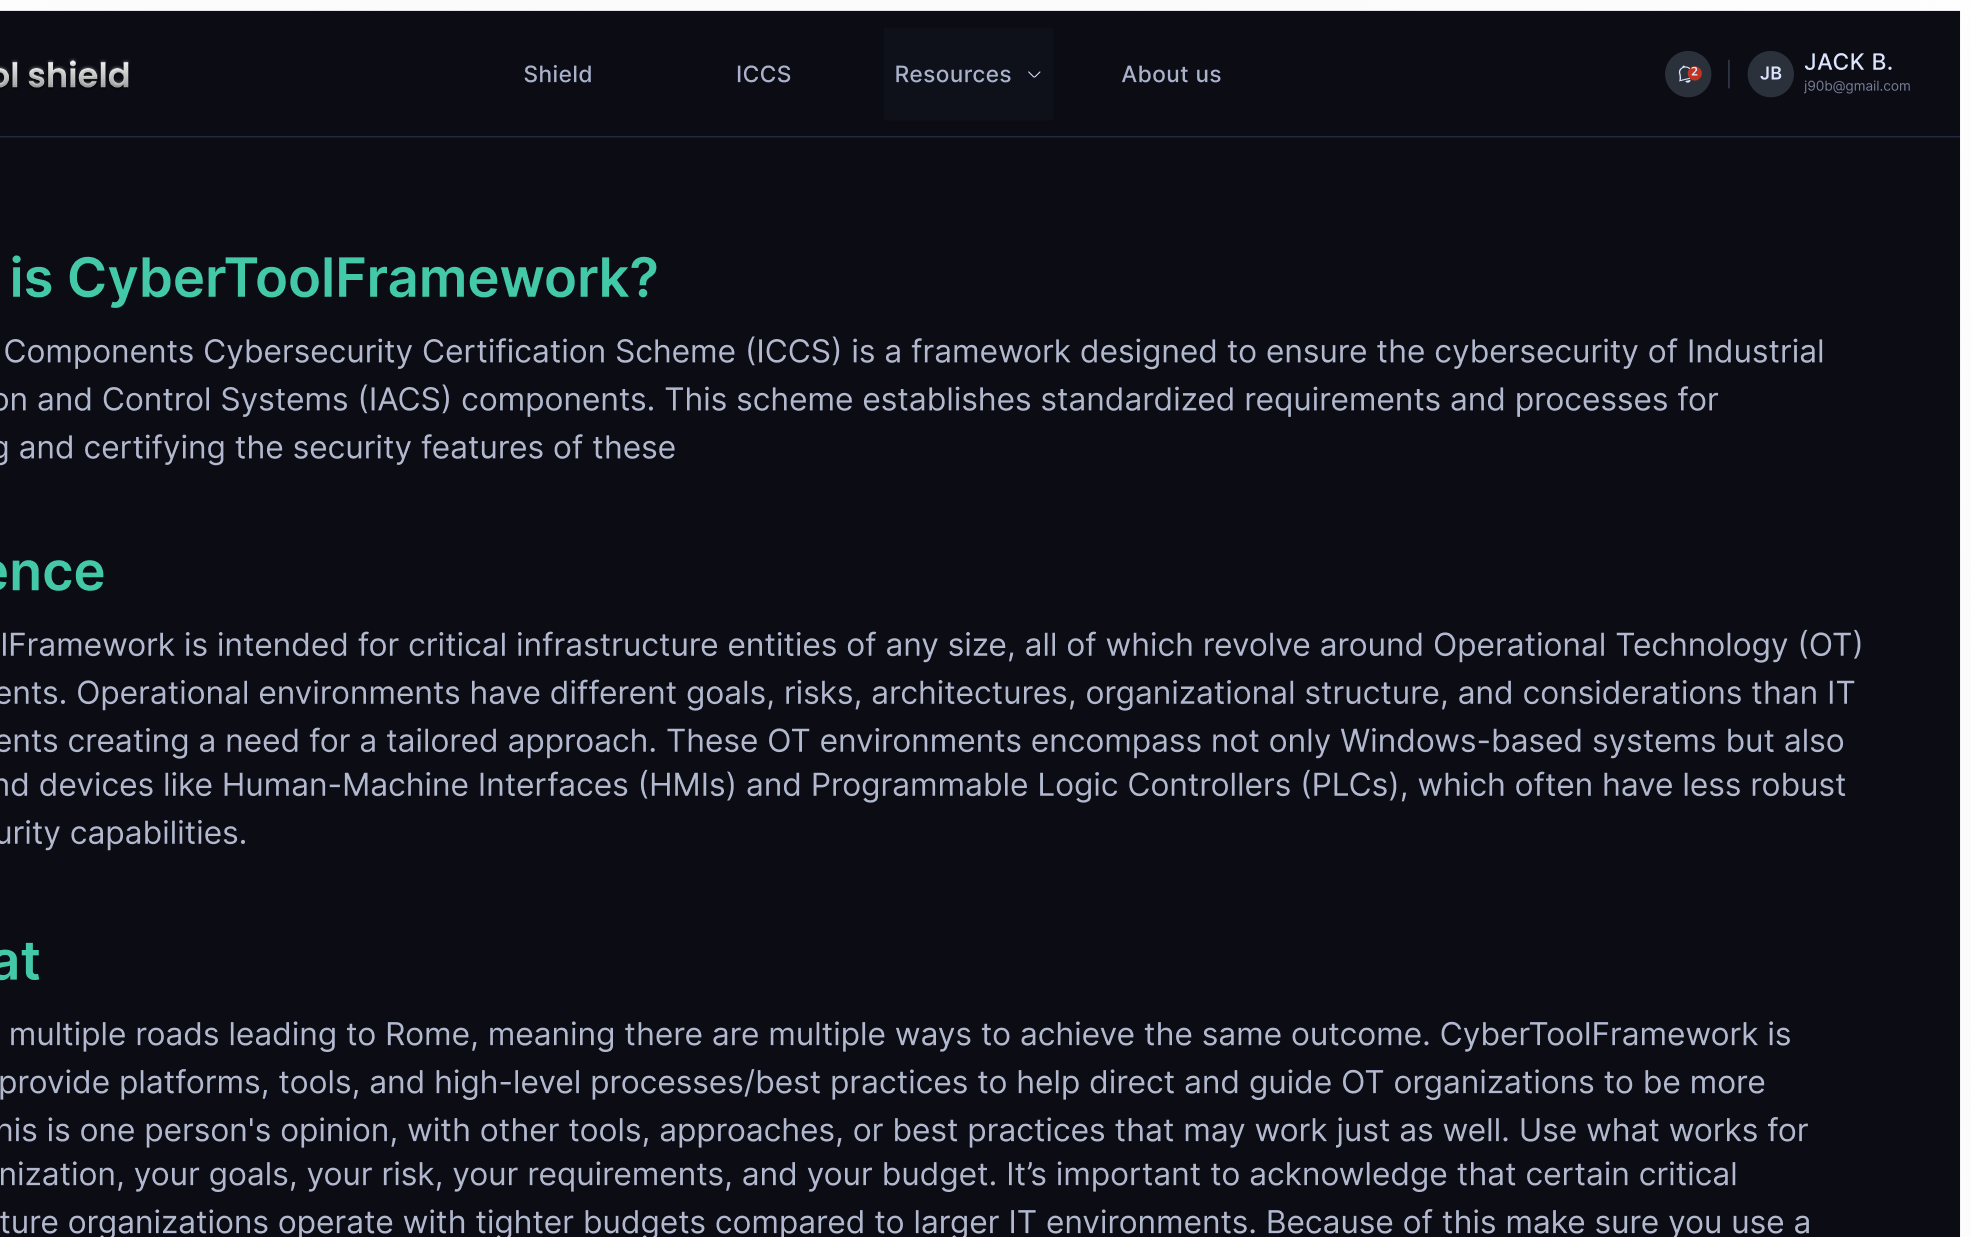 shield
Shield
ICCS
Resources
About us
2
JB
JACK B.
j90b@gmail.com
is CyberToolFramework?
Components Cybersecurity Certification Scheme (ICCS) is a framework designed to ensure the cybersecurity of Industrial
on and Control Systems (IACS) components. This scheme establishes standardized requirements and processes for
g and certifying the security features of these
ence
lFramework is intended for critical infrastructure entities of any size, all of which revolve around Operational Technology (OT)
ents. Operational environments have different goals, risks, architectures, organizational structure, and considerations than IT
ents creating a need for a tailored approach. These OT environments encompass not only Windows-based systems but also
nd devices like Human-Machine Interfaces (HMIs) and Programmable Logic Controllers (PLCs), which often have less robust
urity capabilities.
at
multiple roads leading to Rome, meaning there are multiple ways to achieve the same outcome. CyberToolFramework is
provide platforms, tools, and high-level processes/best practices to help direct and guide OT organizations to be more
his is one person's opinion, with other tools, approaches, or best practices that may work just as well. Use what works for
nization, your goals, your risk, your requirements, and your budget. It’s important to acknowledge that certain critical
ture organizations operate with tighter budgets compared to larger IT environments. Because of this make sure you use a